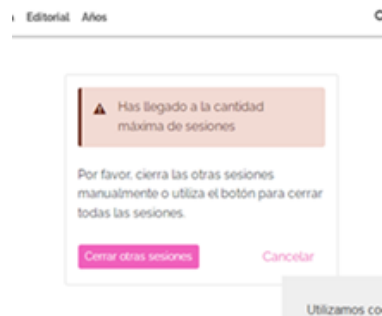 Editorial Años
Has llegado a la cantidad
máxima de sesiones
Por favor, cierra las otras sesiones
manualmente o utiliza el botón para cerrar
todas las sesiones.
Cerrar otras sesiones Cancelar
Utilizamos